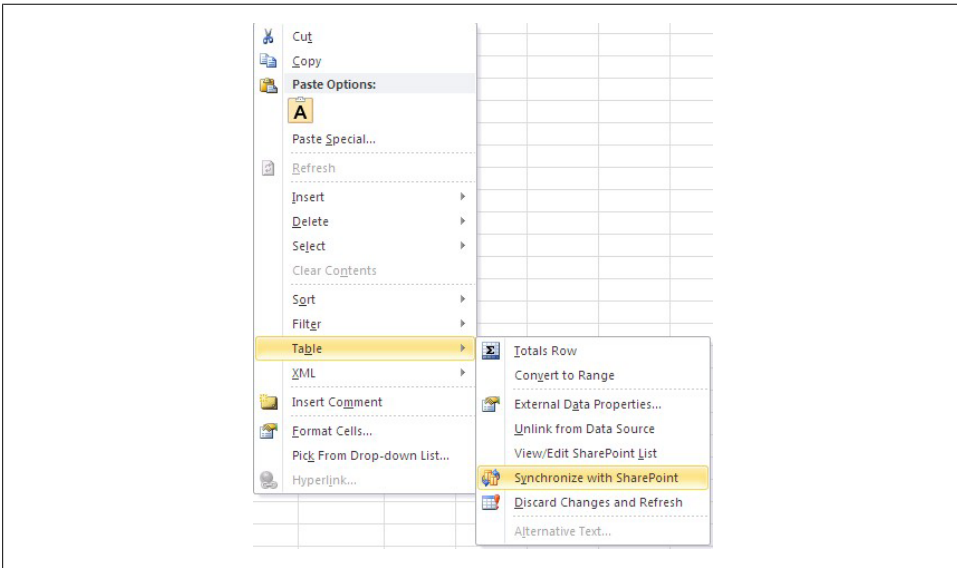 Cut
Copy
Paste Options:
A
Paste Special...
Refresh
Insert
Delete
Select
Clear Contents
Sort
Filter
Table
XML
Insert Comment
Format Cells...
Pick From Drop-down List...
Hyperlink...
Σ Totals Row
Convert to Range
External Data Properties...
Unlink from Data Source
View/Edit SharePoint List
Synchronize with SharePoint
Discard Changes and Refresh
Alternative Text...